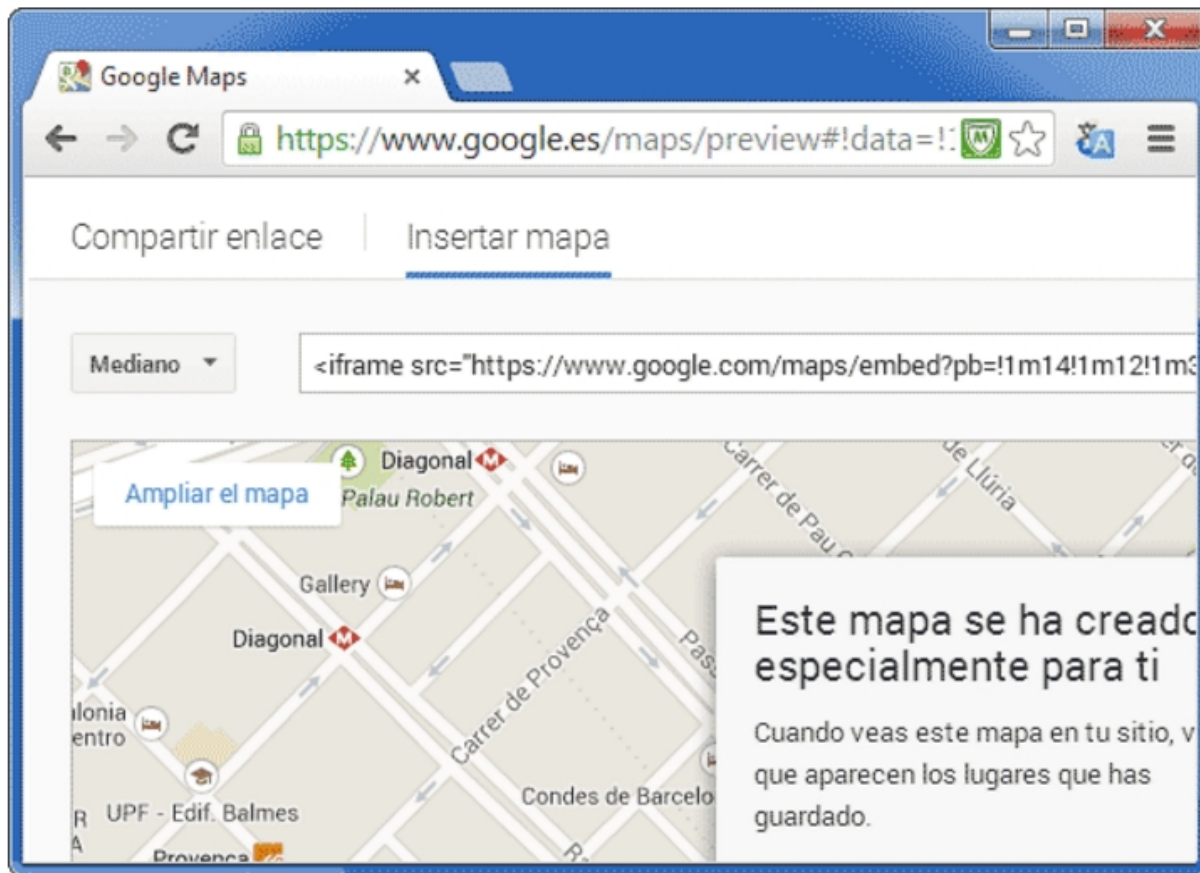 Google Maps
https://www.google.es/maps/preview#!data=!
Compartir enlace
Insertar mapa
Mediano
<iframe src="https://www.google.com/maps/embed?pb=!1m14!1m12!1m3
Ampliar el mapa
Diagonal
Palau Robert
Carrer de Pau
de Llúria
Gallery
Diagonal
Carrer de Provença
Este mapa se ha creado
especialmente para ti
Cuando veas este mapa en tu sitio, v
que aparecen los lugares que has
guardado.
entro
Condes de Barcelo
UPF - Edif. Balmes
Provença